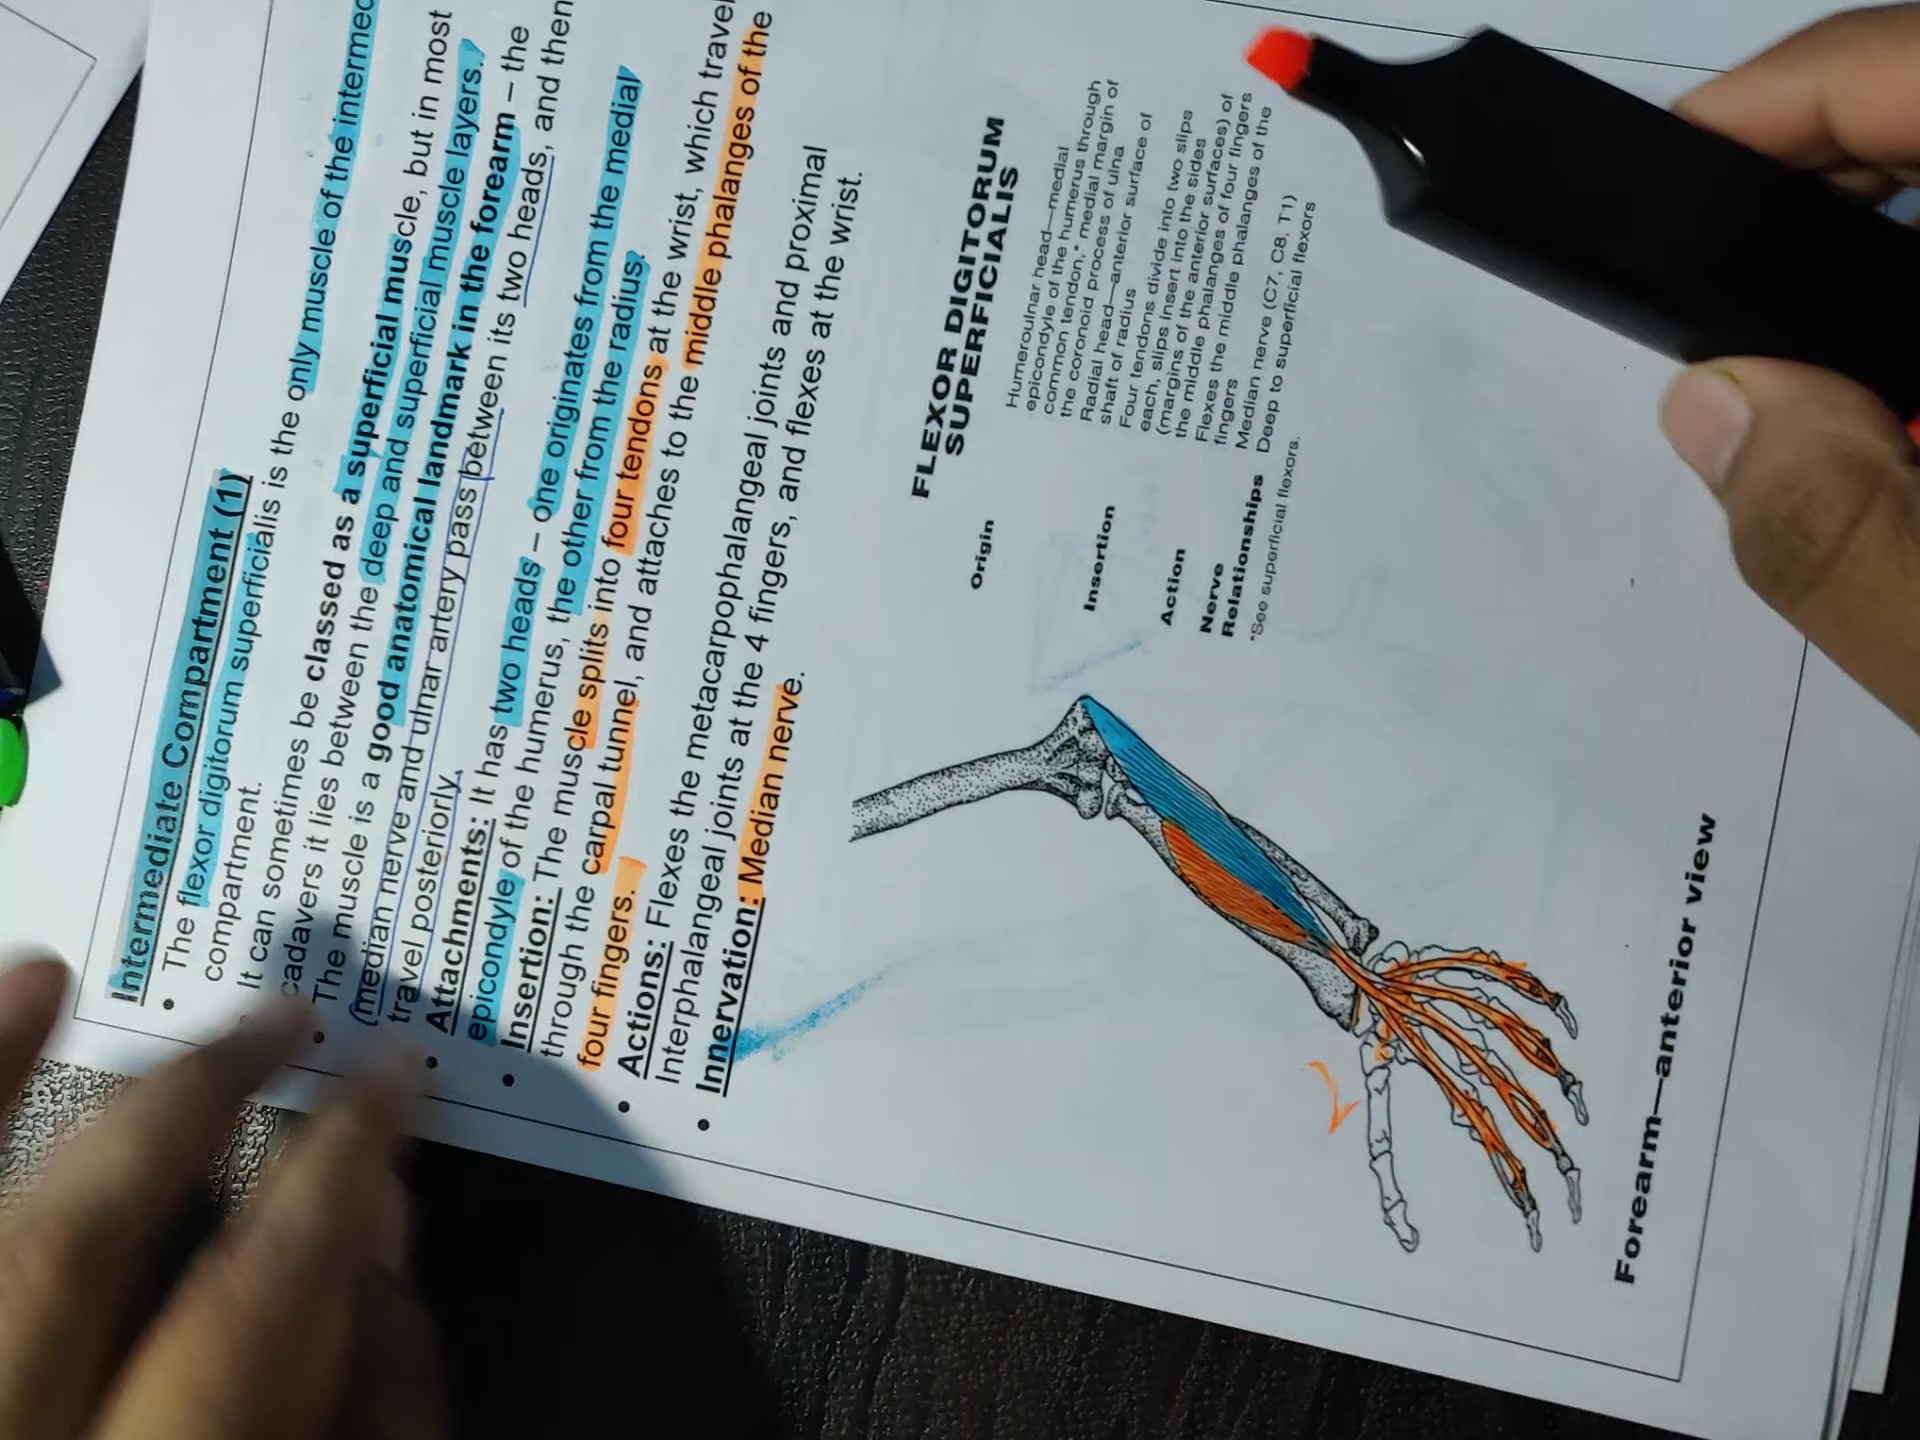 Intermediate Compartment (1)
• The flexor digitorum superficialis is the only muscle of the intermed
compartment.
It can sometimes be classed as a superficial muscle, but in most
cadavers it lies between the deep and superficial muscle layers.
• The muscle is a good anatomical landmark in the forearm – the
(median nerve and ulnar artery pass between its two heads, and then
travel posteriorly.
• Attachments: It has two heads – one originates from the medial
epicondyle of the humerus, the other from the radius.
• Insertion: The muscle splits into four tendons at the wrist, which travel
through the carpal tunnel, and attaches to the middle phalanges of the
four fingers.
• Actions: Flexes the metacarpophalangeal joints and proximal
Interphalangeal joints at the 4 fingers, and flexes at the wrist.
• Innervation: Median nerve.
FLEXOR DIGITORUM
SUPERFICIALIS
Origin
Humeroulnar head—medial
epicondyle of the humerus through
common tendon,* medial margin of
the coronoid process of ulna
Radial head—anterior surface of
shaft of radius
Insertion
Four tendons divide into two slips
each, slips insert into the sides
(margins of the anterior surfaces) of
the middle phalanges of four fingers
Action
Flexes the middle phalanges of the
fingers
Nerve Median nerve (C7, C8, T1)
Relationships Deep to superficial flexors
*See superficial flexors.
Forearm—anterior view